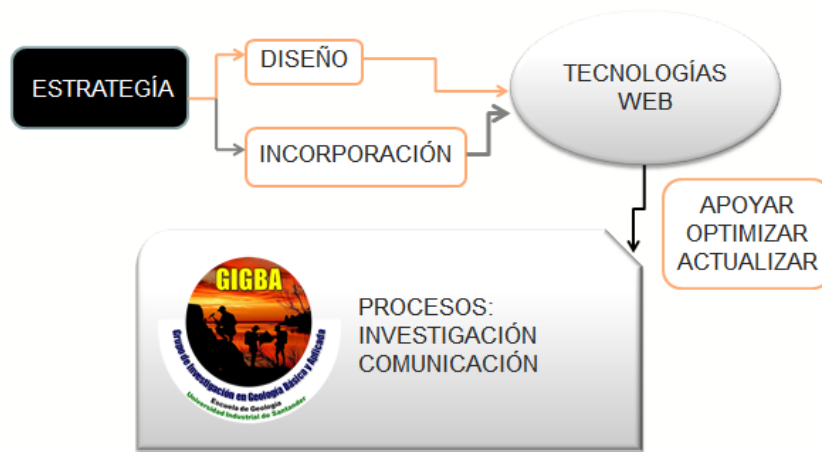 ESTRATEGÍA
DISEÑO
INCORPORACIÓN
TECNOLOGÍAS
WEB
APOYAR
OPTIMIZAR
ACTUALIZAR
GIGBA
Grupo de Investigación en Geología Básica y Aplicada
Escuela de Geología
Universidad Industrial de Santander
PROCESOS:
INVESTIGACIÓN
COMUNICACIÓN